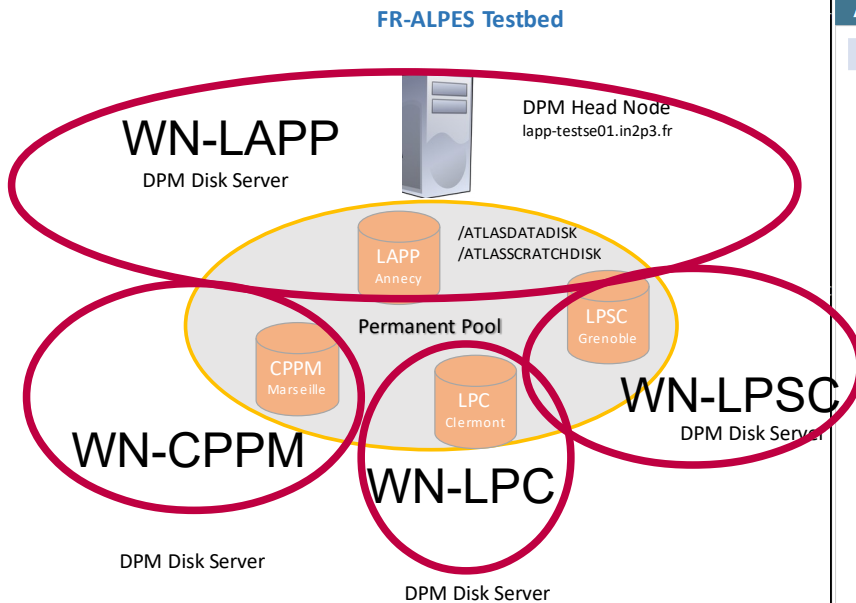 FR-ALPES Testbed
WN-LAPP
DPM Disk Server
DPM Head Node
lapp-testse01.in2p3.fr
/ATLASDATADISK
/ATLASSCRATCHDISK
LAPP
Annecy
Permanent Pool
LPSC
Grenoble
CPPM
Marseille
LPC
Clermont
WN-LPSC
DPM Disk Server
WN-CPPM
WN-LPC
DPM Disk Server
DPM Disk Server